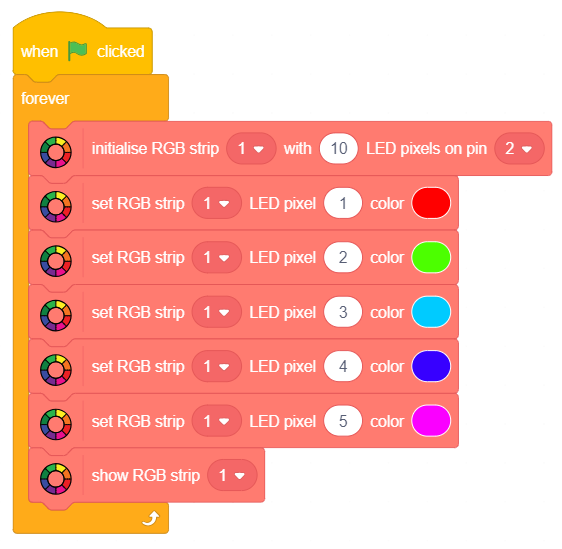 when clicked
forever
initialise RGB strip 1 with 10 LED pixels on pin 2
set RGB strip 1 LED pixel 1 color
set RGB strip 1 LED pixel 2 color
set RGB strip 1 LED pixel 3 color
set RGB strip 1 LED pixel 4 color
set RGB strip 1 LED pixel 5 color
show RGB strip 1